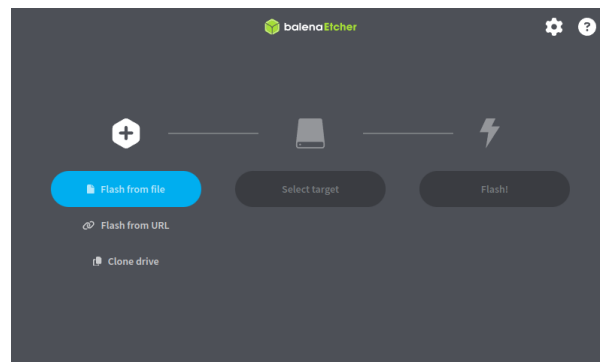 balenaEtcher
Flash from file
Select target
Flash!
Flash from URL
Clone drive